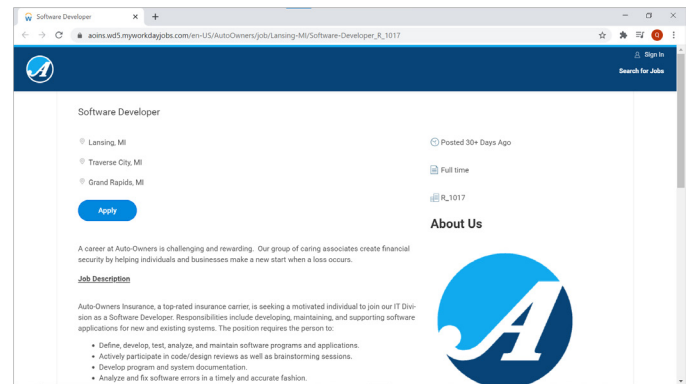 Software Developer
aoins.wd5.myworkdayjobs.com/en-US/AutoOwners/job/Lansing-MI/Software-Developer_R_1017
Sign In
Search for Jobs
Software Developer
Lansing, MI
Traverse City, MI
Grand Rapids, MI
Apply
Posted 30+ Days Ago
Full time
R_1017
About Us
A career at Auto-Owners is challenging and rewarding. Our group of caring associates create financial
security by helping individuals and businesses make a new start when a loss occurs.
Job Description
Auto-Owners Insurance, a top-rated insurance carrier, is seeking a motivated individual to join our IT Divi-
sion as a Software Developer. Responsibilities include developing, maintaining, and supporting software
applications for new and existing systems. The position requires the person to:
• Define, develop, test, analyze, and maintain software programs and applications.
• Actively participate in code/design reviews as well as brainstorming sessions.
• Develop program and system documentation.
• Analyze and fix software errors in a timely and accurate fashion.